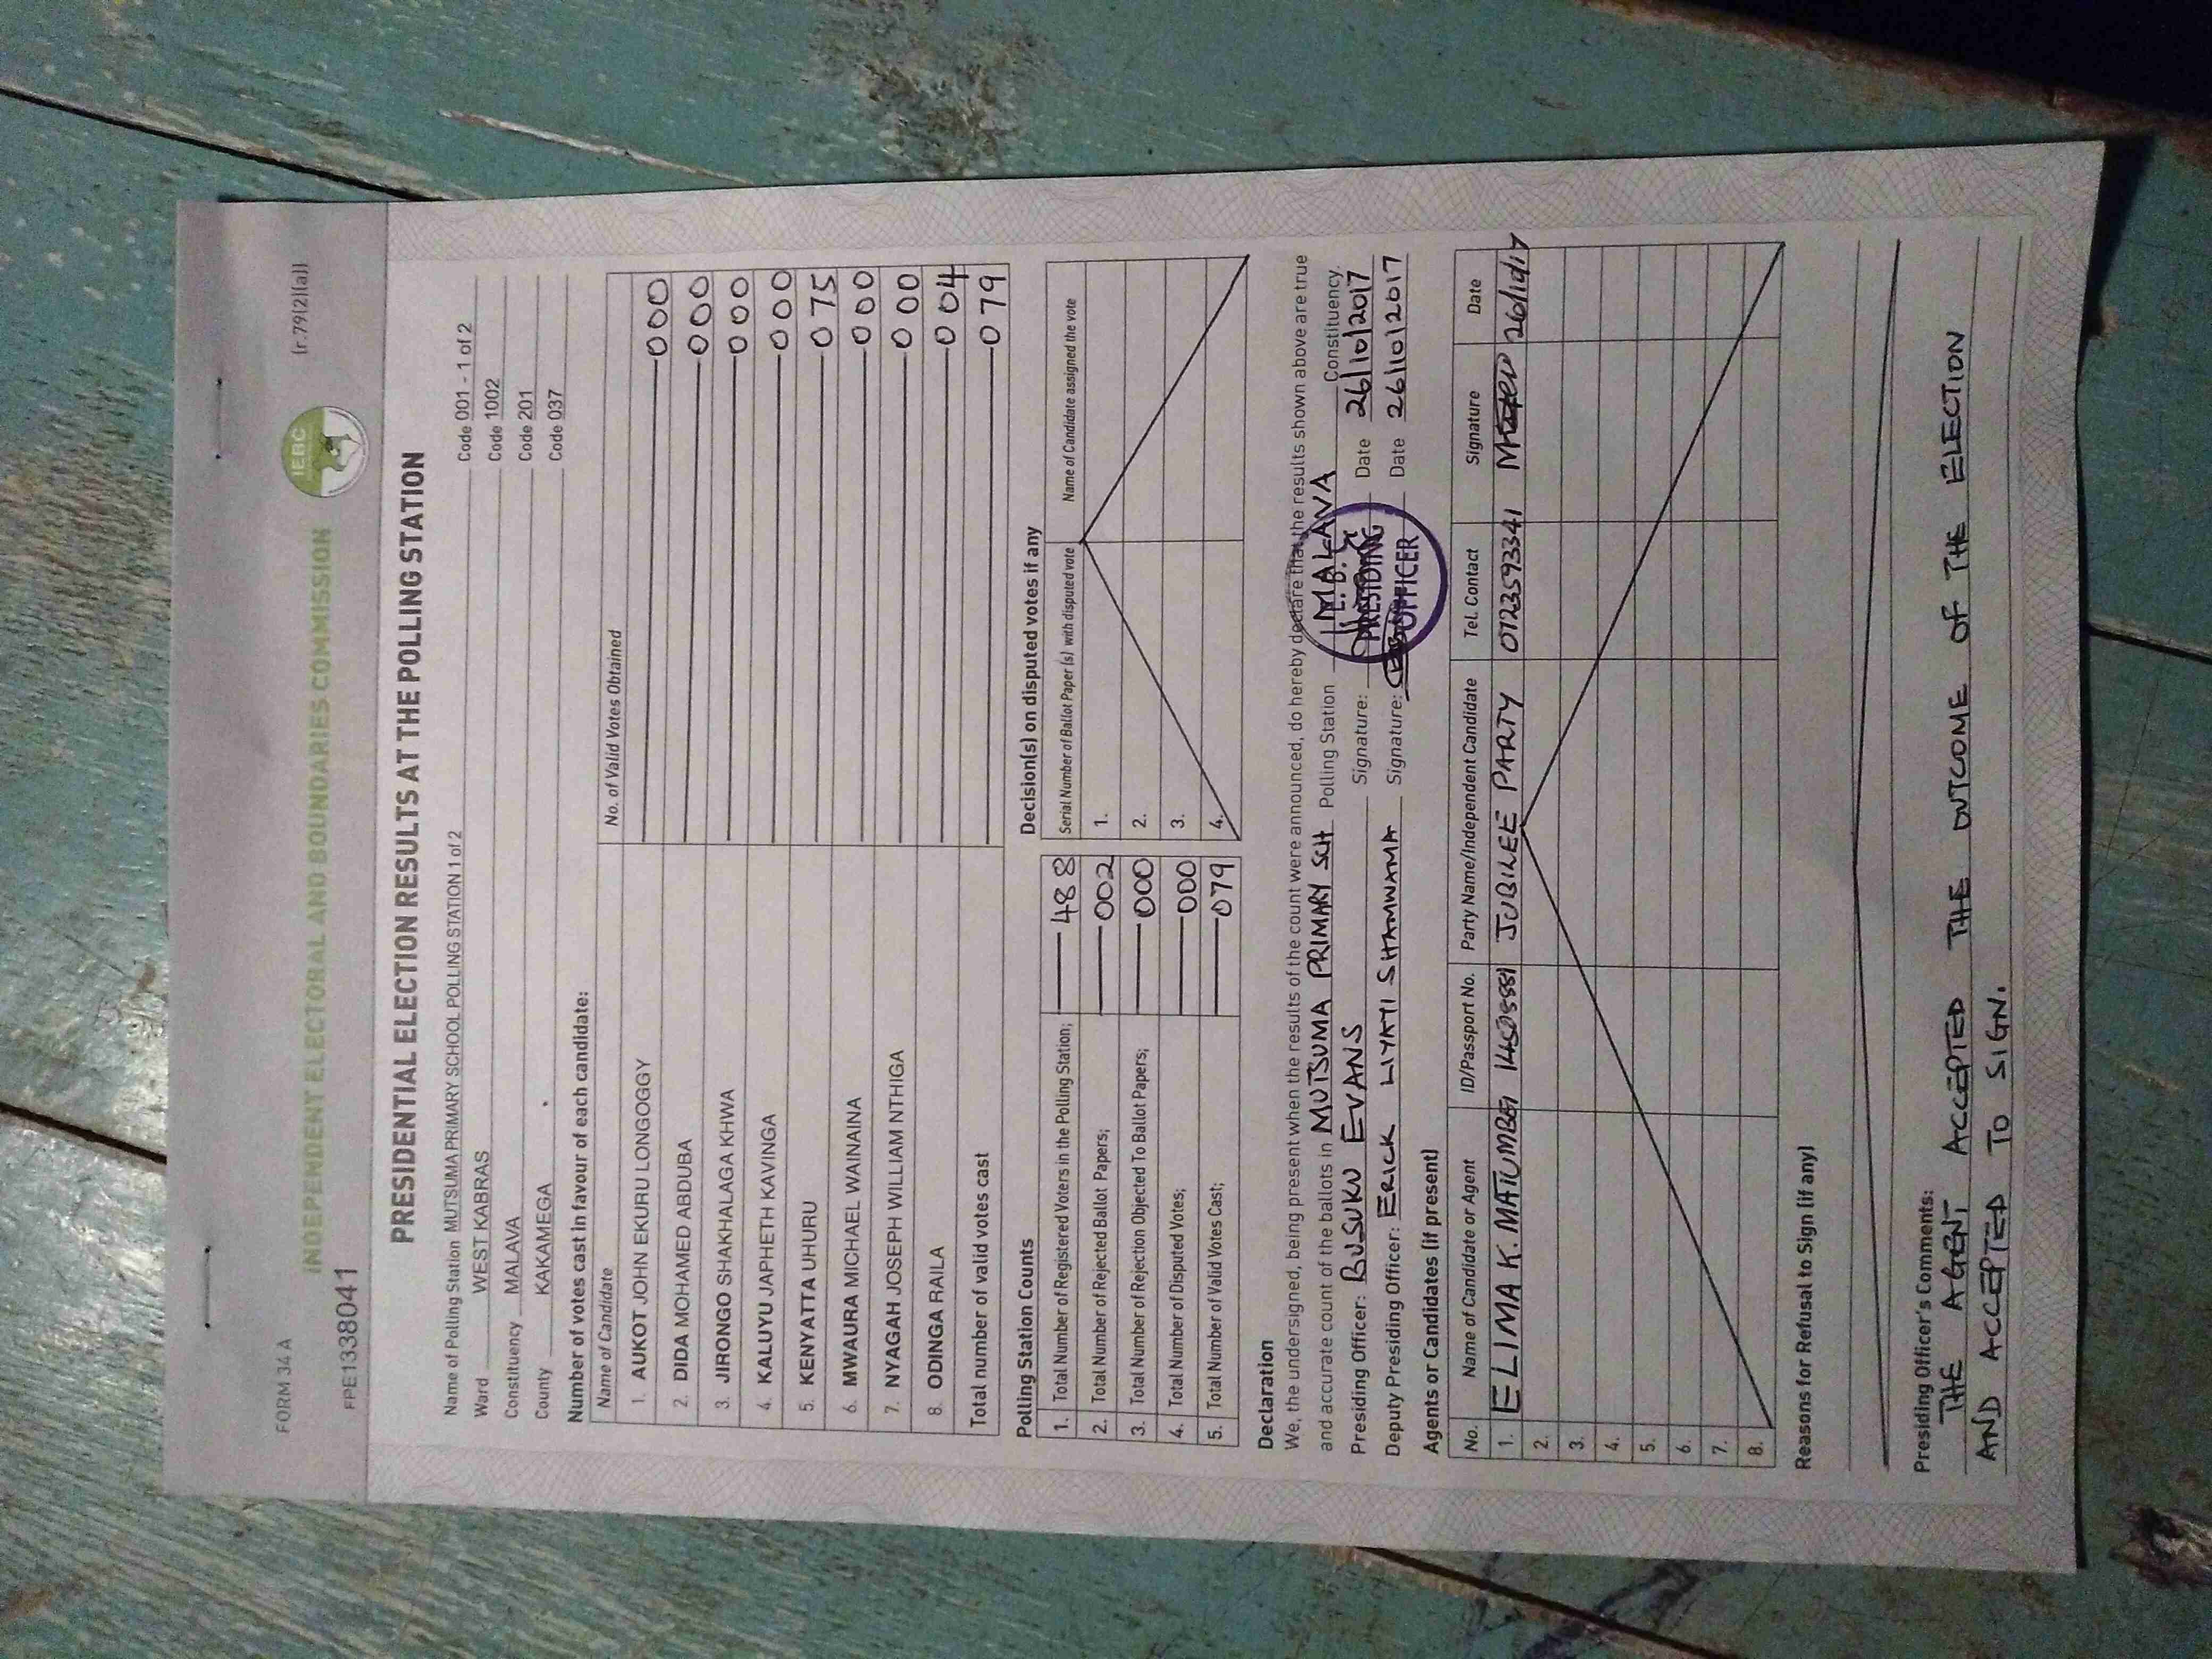 FORM 34 A
(r.79(2)(a))
IEBC
INDEPENDENT ELECTORAL AND BOUNDARIES COMMISSION
FPE1338041
PRESIDENTIAL ELECTION RESULTS AT THE POLLING STATION
Name of Polling Station MUTSUMA PRIMARY SCHOOL POLLING STATION 1 of 2 Code 001 - 1 of 2
Ward WEST KABRAS Code 1002
Constituency MALAVA Code 201
County KAKAMEGA Code 037
Number of votes cast in favour of each candidate:
Name of Candidate No. of Valid Votes Obtained
1. AUKOT JOHN EKURU LONGOGGY 000
2. DIDA MOHAMED ABDUBA 000
3. JIRONGO SHAKHALAGA KHWA 000
4. KALUYU JAPHETH KAVINGA 000
5. KENYATTA UHURU 075
6. MWAURA MICHAEL WAINAINA 000
7. NYAGAH JOSEPH WILLIAM NTHIGA 000
8. ODINGA RAILA 004
Total number of valid votes cast 079
Polling Station Counts
1. Total Number of Registered Voters in the Polling Station; 488
2. Total Number of Rejected Ballot Papers; 002
3. Total Number of Rejection Objected To Ballot Papers; 000
4. Total Number of Disputed Votes; 000
5. Total Number of Valid Votes Cast; 079
Decision(s) on disputed votes if any
Serial Number of Ballot Paper (s) with disputed vote Name of Candidate assigned the vote
1.
2.
3.
4.
Declaration
We, the undersigned, being present when the results of the count were announced, do hereby declare that the results shown above are true
and accurate count of the ballots in MUTSUMA PRIMARY SCH Polling Station MALAVA Constituency.
Presiding Officer: BUSUKU EVANS Signature: Date 26/10/2017
Deputy Presiding Officer: ERICK LIYATI SHAMWAMA Signature: Date 26/10/2017
I.E.B.C
PRESIDING
OFFICER
Agents or Candidates (if present)
No. Name of Candidate or Agent ID/Passport No. Party Name/Independent Candidate Tel. Contact Signature Date
1. ELIMA K. MATUMBEI JUBILEE PARTY 0723593341
2.
3.
4.
5.
6.
7.
8.
Reasons for Refusal to Sign (if any)
Presiding Officer's Comments:
THE AGENT ACCEPTED THE OUTCOME OF THE ELECTION
AND ACCEPTED TO SIGN.